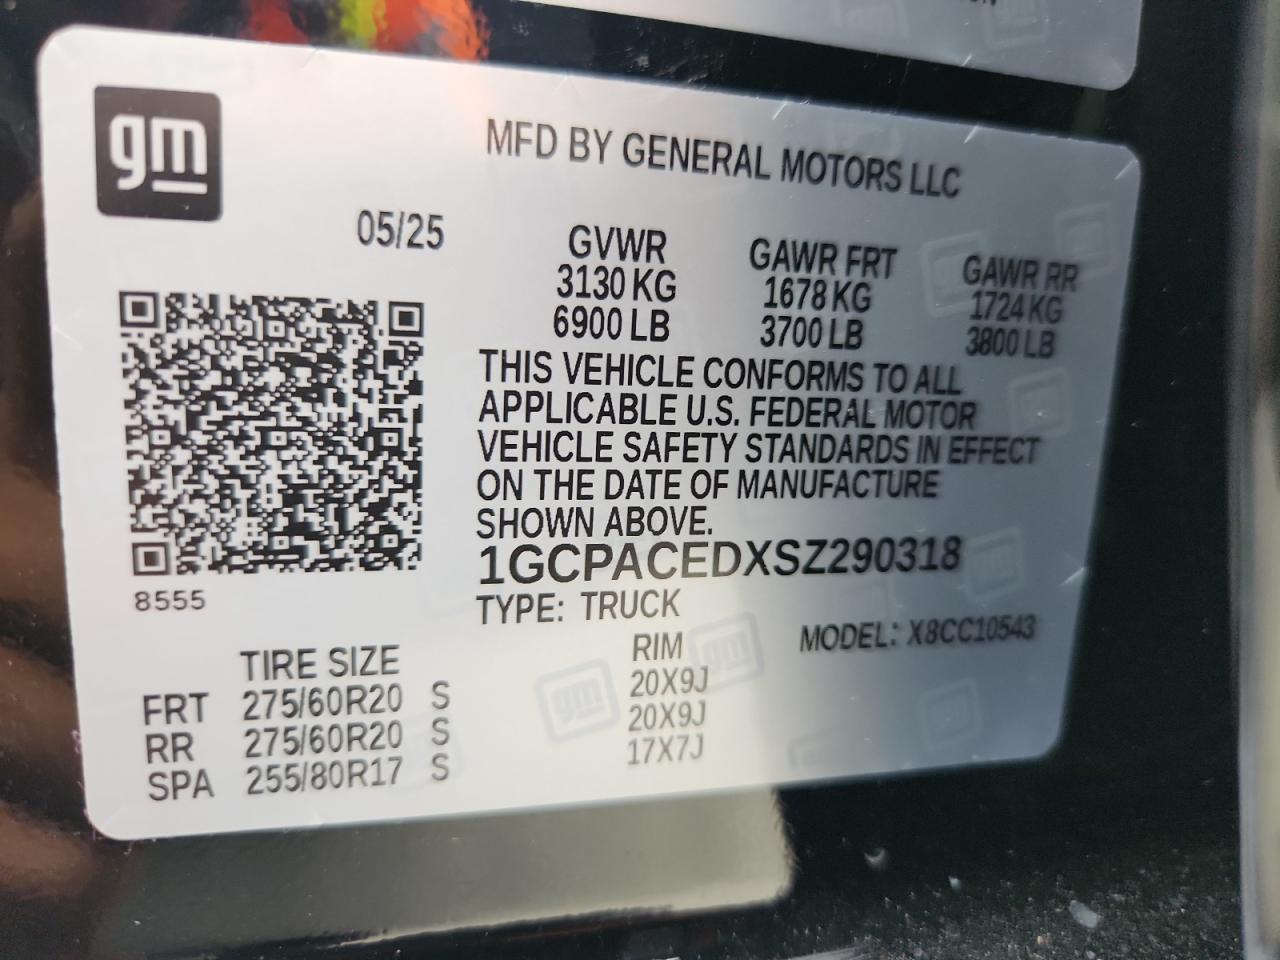 gm
MFD BY GENERAL MOTORS LLC
05/25
GVWR GAWR FRT GAWR RR
3130 KG 1678 KG 1724 KG
6900 LB 3700 LB 3800 LB
THIS VEHICLE CONFORMS TO ALL
APPLICABLE U.S. FEDERAL MOTOR
VEHICLE SAFETY STANDARDS IN EFFECT
ON THE DATE OF MANUFACTURE
SHOWN ABOVE.
1GCPACEDXSZ290318
8555
TYPE: TRUCK
MODEL: X8CC10543
TIRE SIZE RIM
FRT 275/60R20 S 20X9J
RR 275/60R20 S 20X9J
SPA 255/80R17 S 17X7J